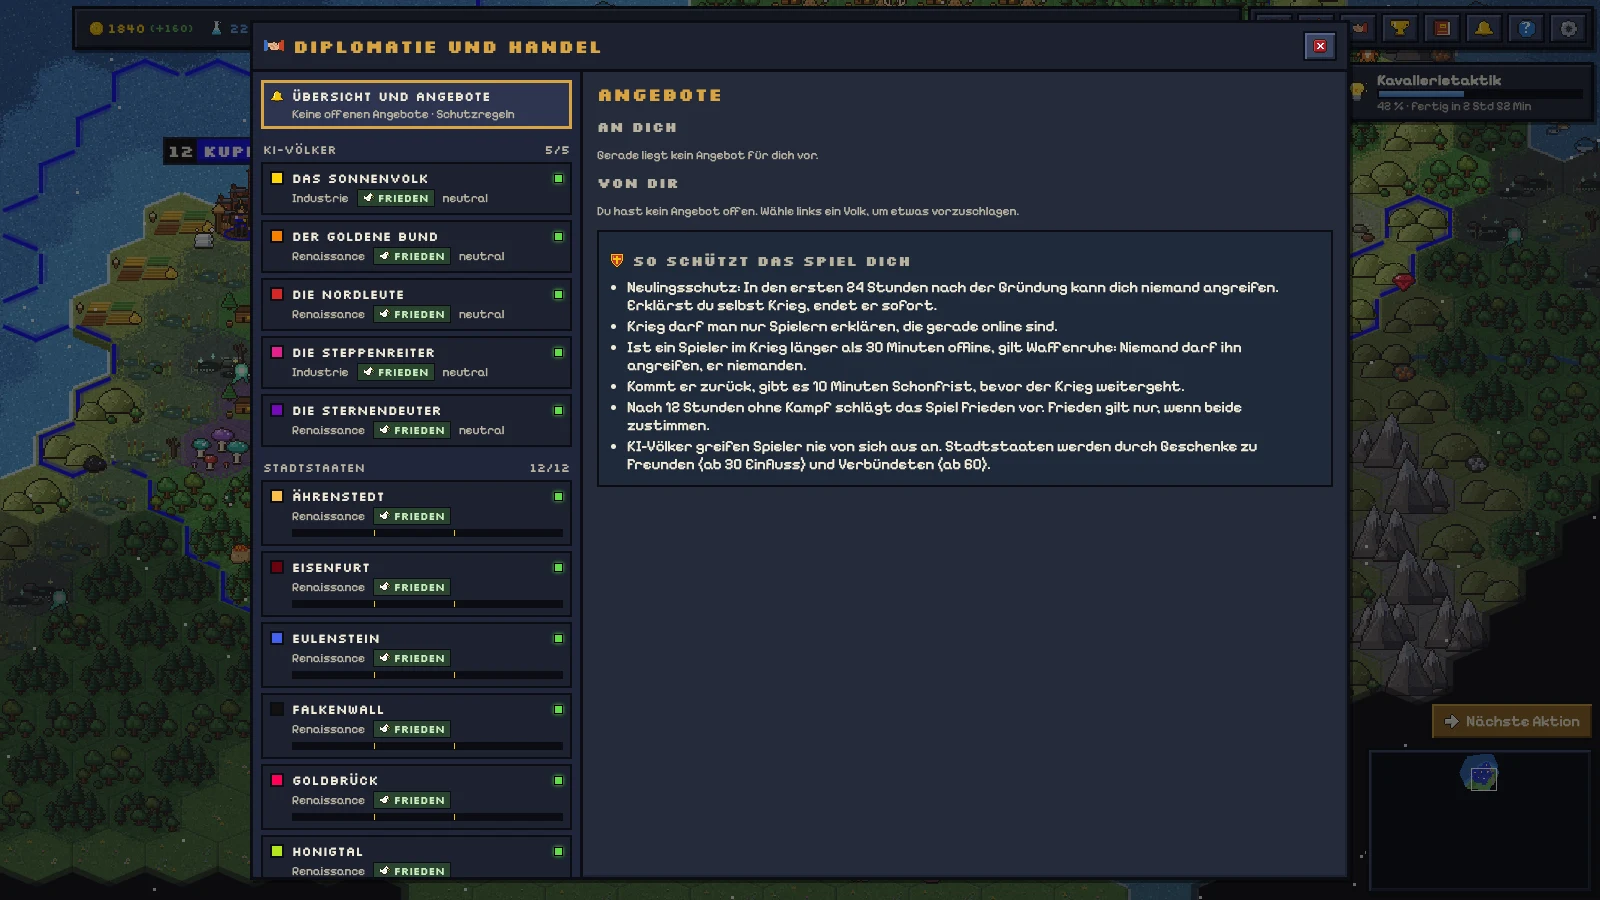 1840 (+160) 22
DIPLOMATIE UND HANDEL
Kavallerietaktik
42 % · Fertig in 2 Std 82 Min
12 KUPF
ÜBERSICHT UND ANGEBOTE
Keine offenen Angebote · Schutzregeln
KI-VÖLKER 5/5
DAS SONNENVOLK
Industrie FRIEDEN neutral
DER GOLDENE BUND
Renaissance FRIEDEN neutral
DIE NORDLEUTE
Renaissance FRIEDEN neutral
DIE STEPPENREITER
Industrie FRIEDEN neutral
DIE STERNENDEUTER
Renaissance FRIEDEN neutral
STADTSTAATEN 12/12
ÄHRENSTEDT
Renaissance FRIEDEN
EISENFURT
Renaissance FRIEDEN
EULENSTEIN
Renaissance FRIEDEN
FALKENWALL
Renaissance FRIEDEN
GOLDBRÜCK
Renaissance FRIEDEN
HONIGTAL
Renaissance FRIEDEN
ANGEBOTE
AN DICH
Gerade liegt kein Angebot für dich vor.
VON DIR
Du hast kein Angebot offen. Wähle links ein Volk, um etwas vorzuschlagen.
SO SCHÜTZT DAS SPIEL DICH
• Neulingsschutz: In den ersten 24 Stunden nach der Gründung kann dich niemand angreifen.
Erklärst du selbst Krieg, endet er sofort.
• Krieg darf man nur Spielern erklären, die gerade online sind.
• Ist ein Spieler im Krieg länger als 30 Minuten offline, gilt Waffenruhe: Niemand darf ihn
angreifen, er niemanden.
• Kommt er zurück, gibt es 10 Minuten Schonfrist, bevor der Krieg weitergeht.
• Nach 12 Stunden ohne Kampf schlägt das Spiel Frieden vor. Frieden gilt nur, wenn beide
zustimmen.
• KI-Völker greifen Spieler nie von sich aus an. Stadtstaaten werden durch Geschenke zu
Freunden (ab 30 Einfluss) und Verbündeten (ab 60).
Nächste Aktion